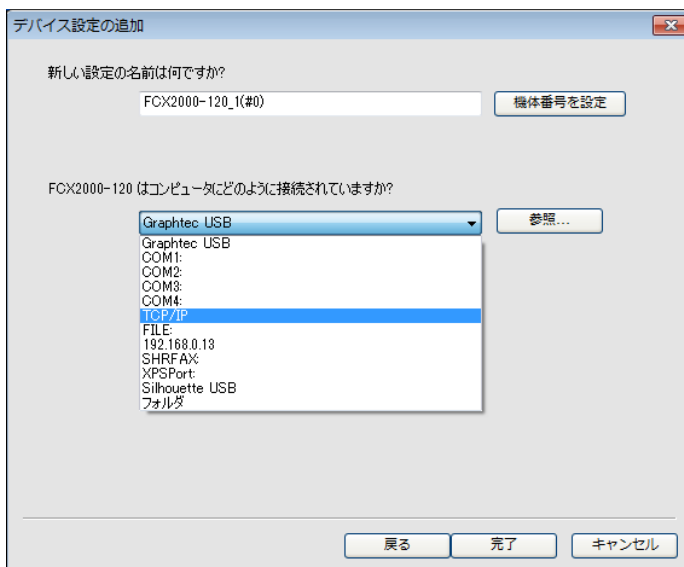 デバイス設定の追加
新しい設定の名前は何ですか?
FCX2000-120_1(#0)
機体番号を設定
FCX2000-120 はコンピュータにどのように接続されていますか?
Graphtec USB
参照...
Graphtec USB
COM1:
COM2:
COM3:
COM4:
TCP/IP
FILE:
192.168.0.13
SHRFAX:
XPSPort:
Silhouette USB
フォルダ
戻る
完了
キャンセル